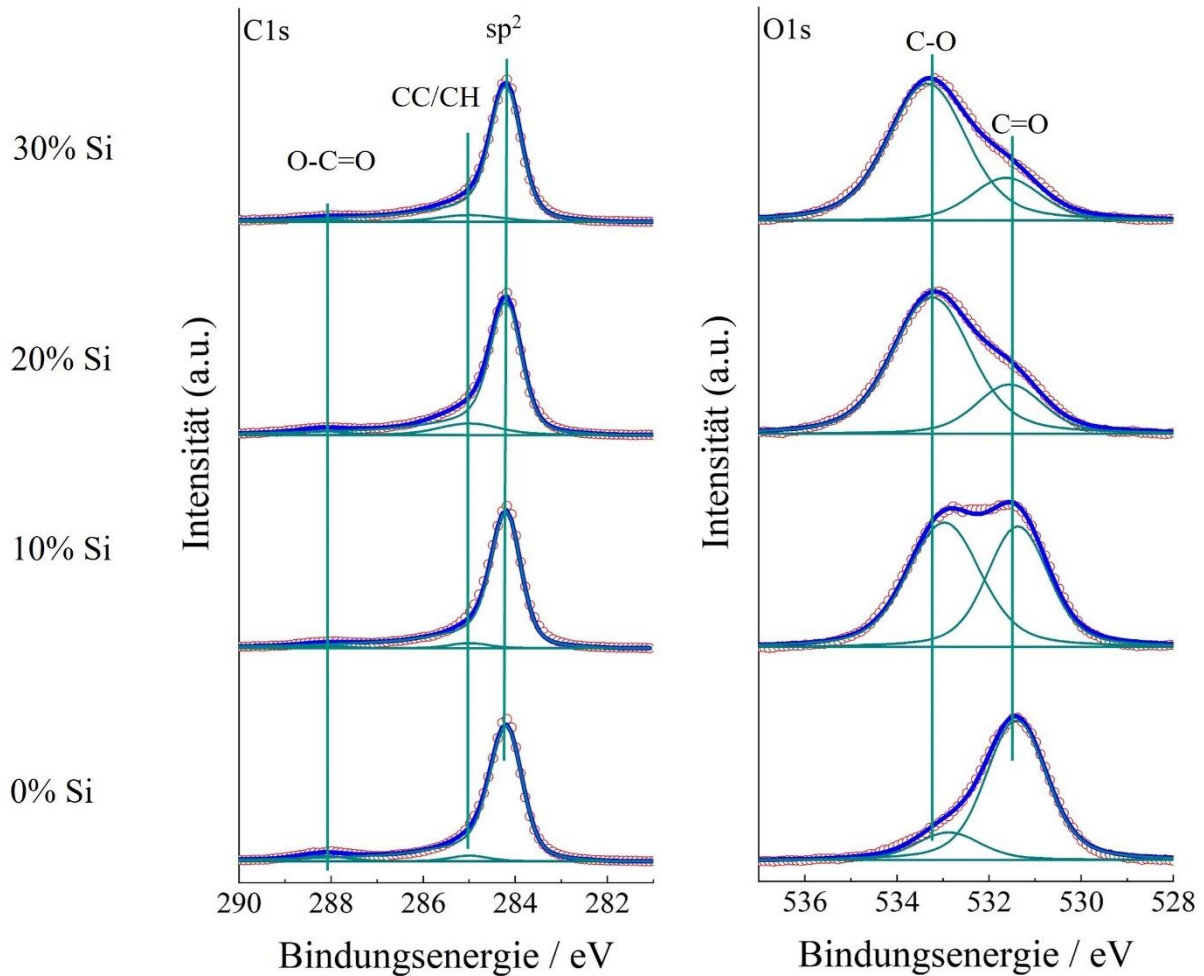 C1s
sp²
CC/CH
O-C=O
O1s
C-O
C=O
30% Si
20% Si
10% Si
0% Si
Intensität (a.u.)
290 288 286 284 282
Bindungsenergie / eV
Intensität (a.u.)
536 534 532 530 528
Bindungsenergie / eV